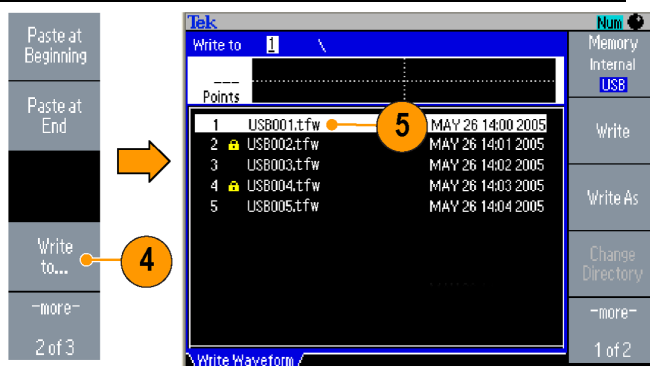 Paste at
Beginning
Paste at
End
Write
to...
4
-more-
2 of 3
Tek
Num
Write to 1 \
---
Points
1 USB001.tfw 5 MAY 26 14:00 2005
2 USB002.tfw MAY 26 14:01 2005
3 USB003.tfw MAY 26 14:02 2005
4 USB004.tfw MAY 26 14:03 2005
5 USB005.tfw MAY 26 14:04 2005
Write Waveform
Memory
Internal
USB
Write
Write As
Change
Directory
-more-
1 of 2